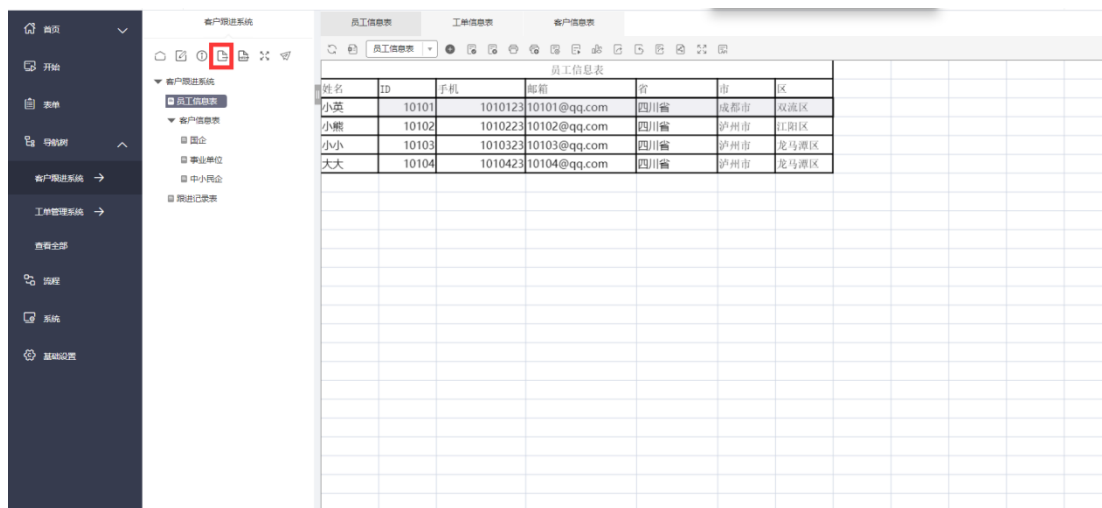 首页
开始
表单
导航树
客户跟进系统
工单管理系统
查看全部
流程
系统
基础设置
客户跟进系统
客户跟进系统
员工信息表
客户信息表
国企
事业单位
中小民企
跟进记录表
员工信息表 工单信息表 客户信息表
员工信息表
员工信息表
姓名 ID 手机 邮箱 省 市 区
小英 10101 1010123 10101@qq.com 四川省 成都市 双流区
小熊 10102 1010223 10102@qq.com 四川省 泸州市 江阳区
小小 10103 1010323 10103@qq.com 四川省 泸州市 龙马潭区
大大 10104 1010423 10104@qq.com 四川省 泸州市 龙马潭区